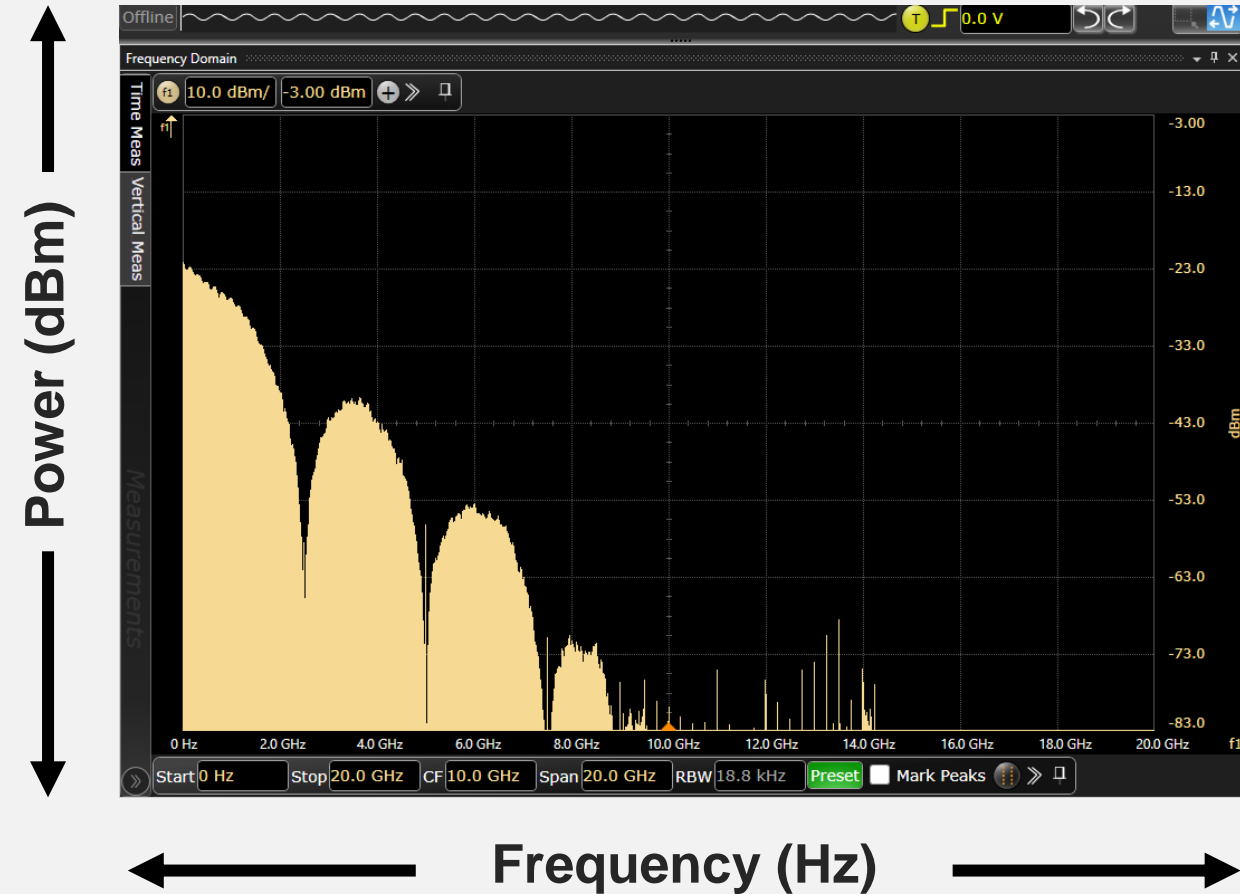 Offline T 0.0 V
Frequency Domain
f1 10.0 dBm/ -3.00 dBm
Time Meas
Vertical Meas
Measurements
f1
-3.00
-13.0
-23.0
-33.0
-43.0
-53.0
-63.0
-73.0
-83.0
dBm
0 Hz 2.0 GHz 4.0 GHz 6.0 GHz 8.0 GHz 10.0 GHz 12.0 GHz 14.0 GHz 16.0 GHz 18.0 GHz 20.0 GHz f1
Start 0 Hz Stop 20.0 GHz CF 10.0 GHz Span 20.0 GHz RBW 18.8 kHz Preset Mark Peaks
Power (dBm)
Frequency (Hz)